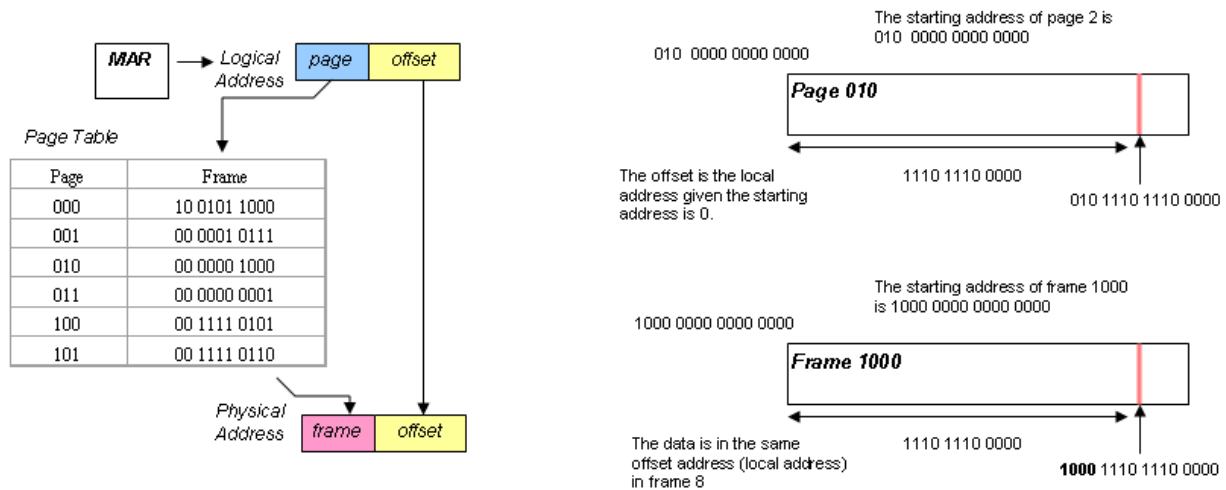 MAR
Logical
Address
page
offset
Page Table
Page Frame
000 10 0101 1000
001 00 0001 0111
010 00 0000 1000
011 00 0000 0001
100 00 1111 0101
101 00 1111 0110
Physical
Address
frame
offset
The starting address of page 2 is
010 0000 0000 0000
010 0000 0000 0000
Page 010
The offset is the local
address given the starting
address is 0.
1110 1110 0000
010 1110 1110 0000
The starting address of frame 1000
is 1000 0000 0000 0000
1000 0000 0000 0000
Frame 1000
The data is in the same
offset address (local address)
in frame 8
1110 1110 0000
1000 1110 1110 0000